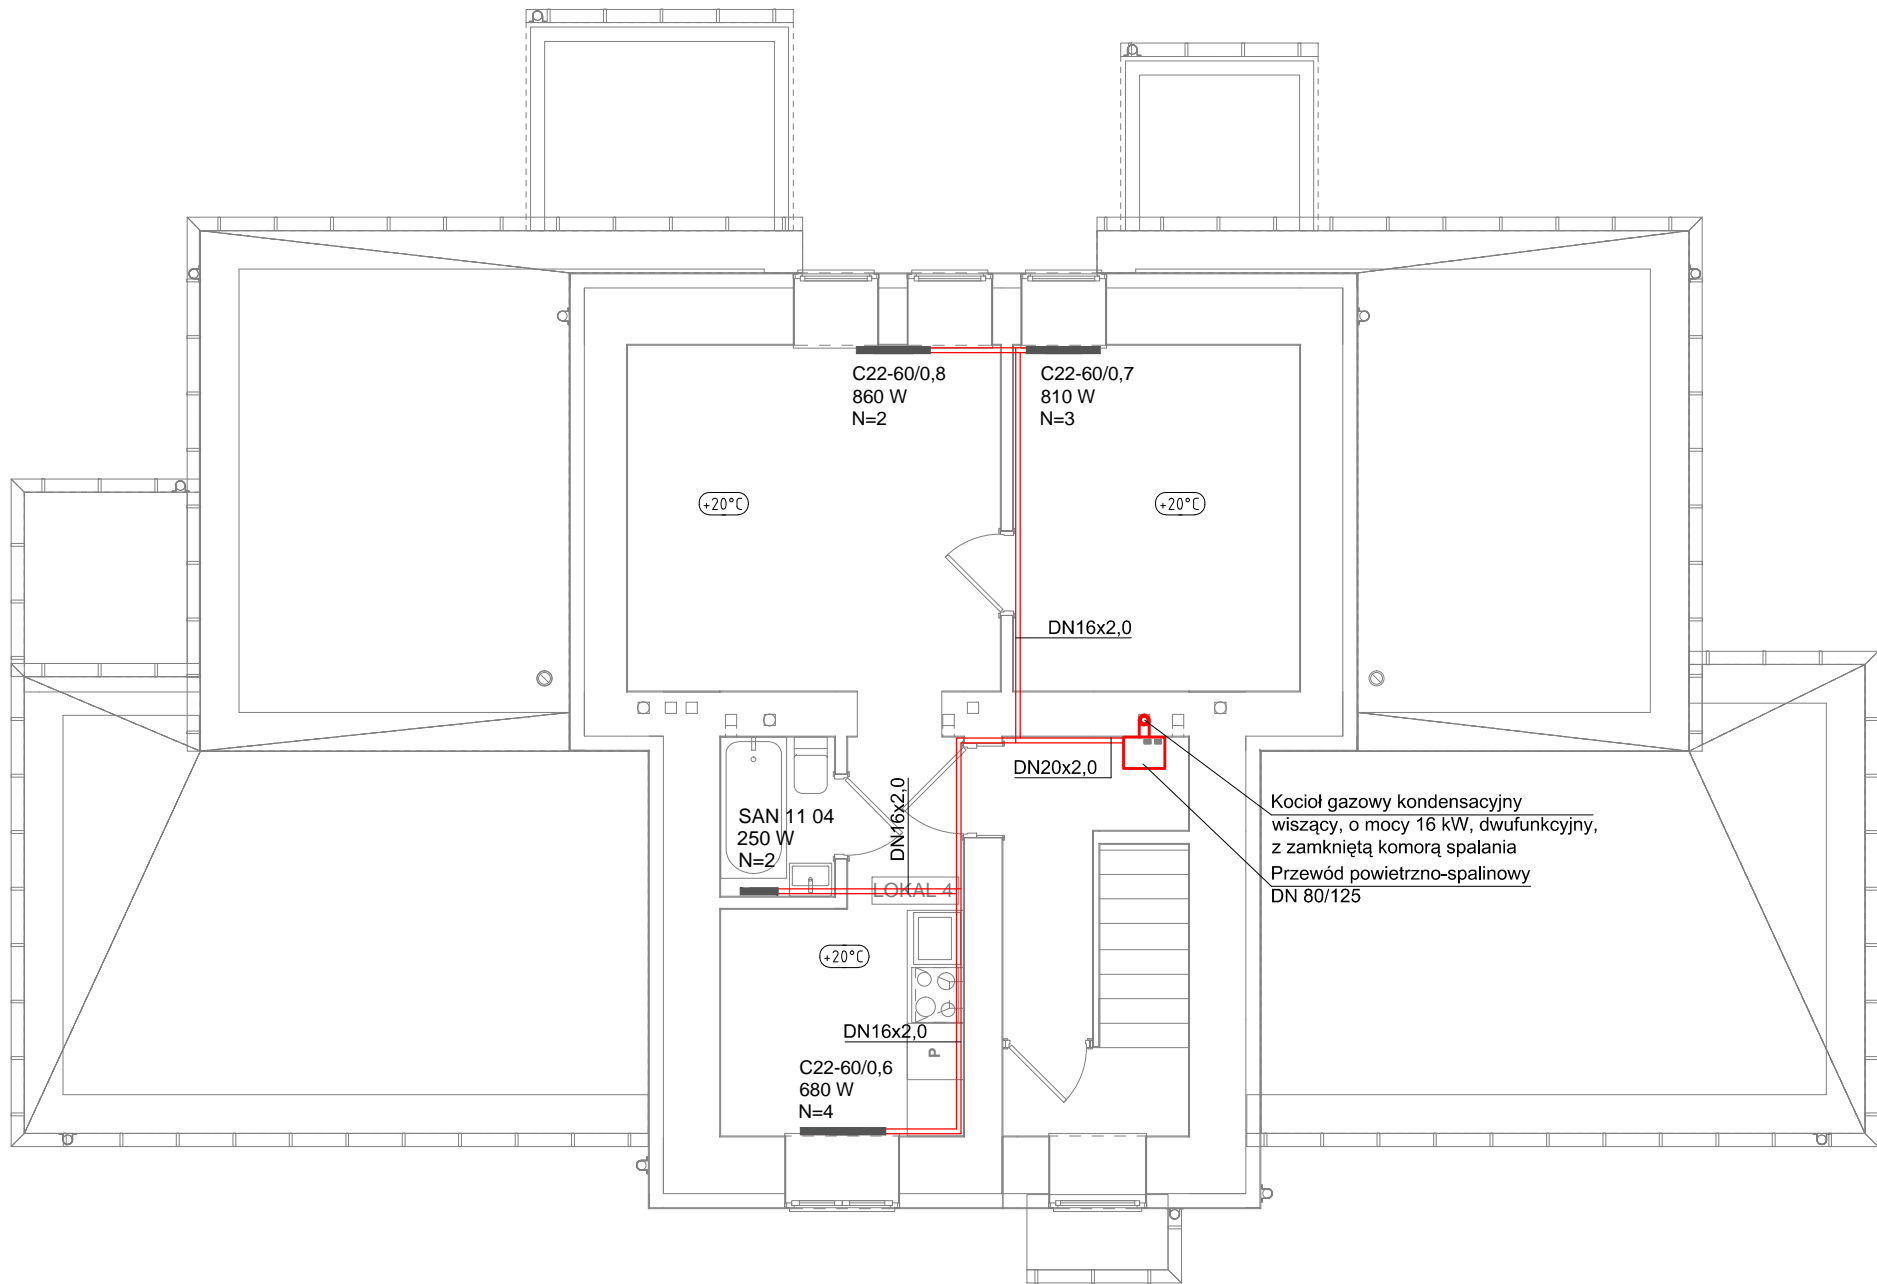 C22-60/0,8
860 W
N=2
C22-60/0,7
810 W
N=3
+20°C
+20°C
DN16x2,0
DN20x2,0
SAN 11 04
250 W
N=2
DN16x2,0
LOKAL 4
Kocioł gazowy kondensacyjny
wiszący, o mocy 16 kW, dwufunkcyjny,
z zamkniętą komorą spalania
Przewód powietrzno-spalinowy
DN 80/125
+20°C
DN16x2,0
P
C22-60/0,6
680 W
N=4